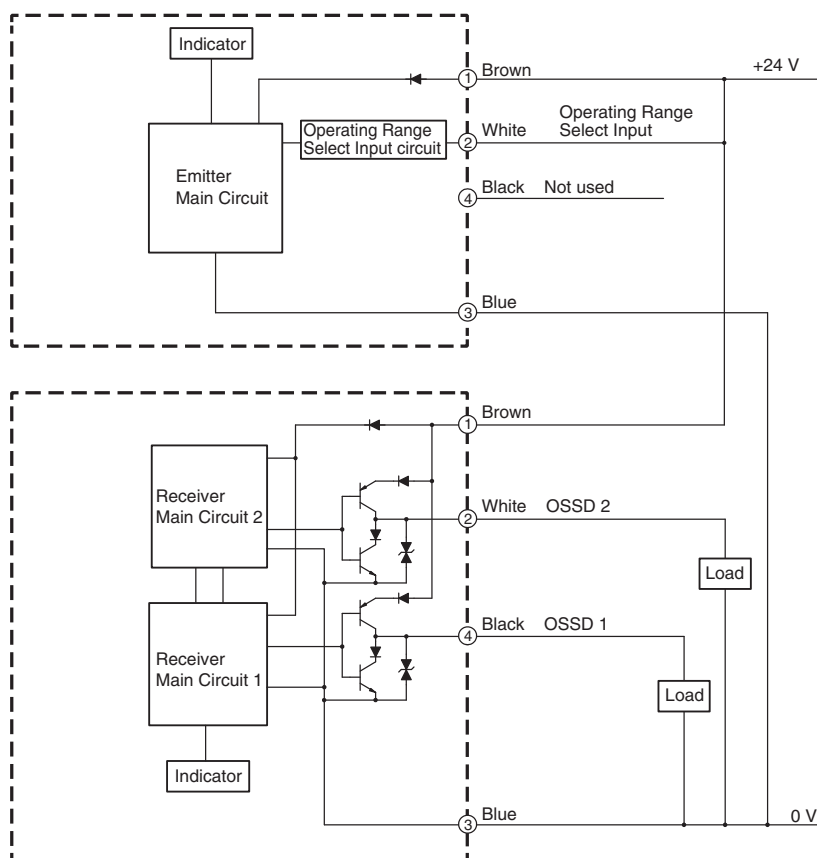 Indicator
① Brown
+24 V
Operating Range
Select Input circuit
② White
Operating Range
Select Input
Emitter
Main Circuit
④ Black Not used
③ Blue
① Brown
Receiver
Main Circuit 2
② White OSSD 2
Load
Receiver
Main Circuit 1
④ Black OSSD 1
Load
Indicator
③ Blue
0 V